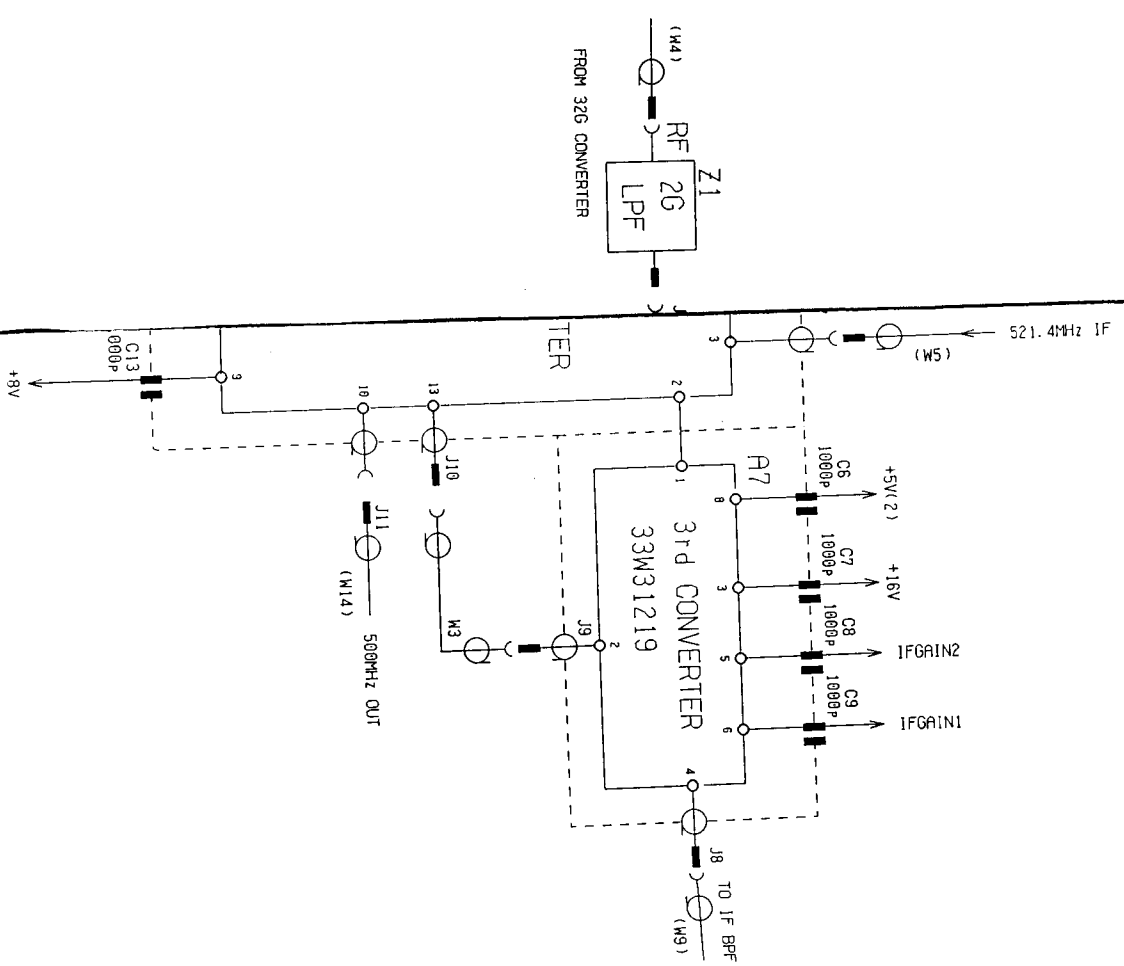 (W4)
FROM 32G CONVERTER
RF
Z1
2G
LPF
TER
3
(W5)
521.4MHz IF
C13
000P
+8V
9
10
13
2
J10
J11
(W14)
500MHz OUT
W3
J9
2
1
A7
3rd CONVERTER
33W31219
8
3
5
6
4
C6
1000P
+5V(2)
C7
1000P
+16V
C8
1000P
IFGAIN2
C9
1000P
IFGAIN1
J8
TO IF BPF
(W9)